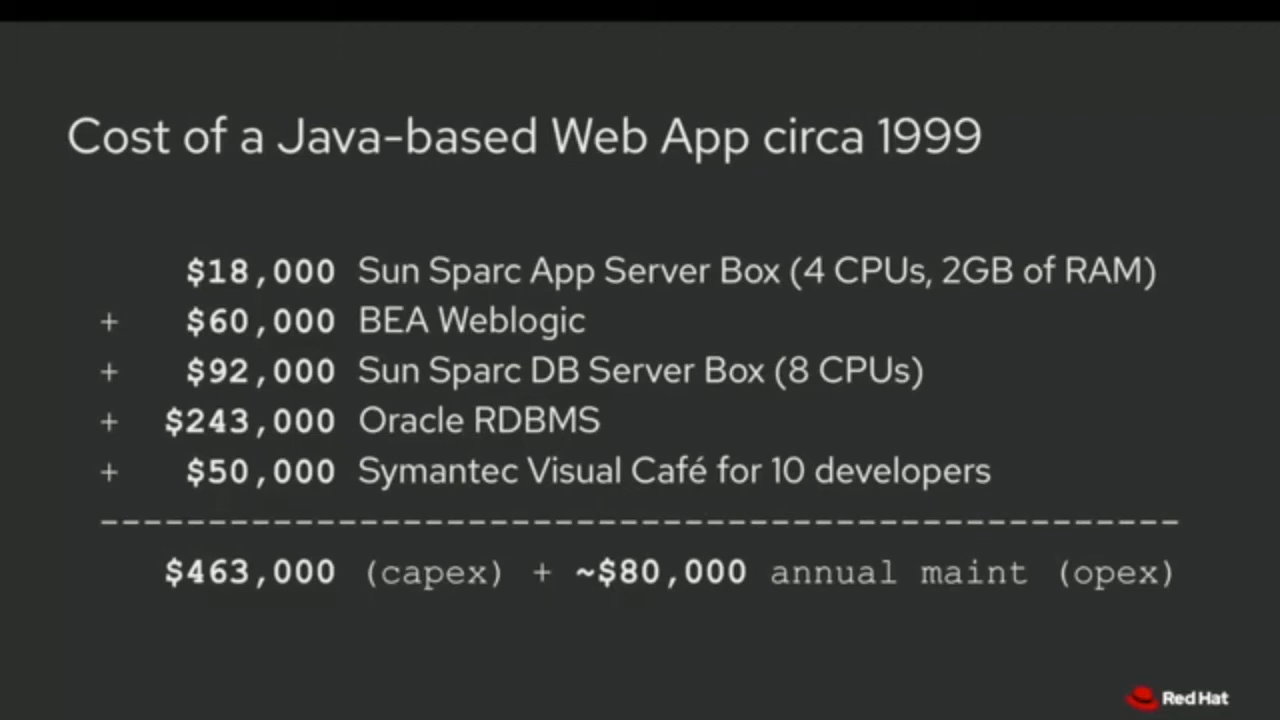 Cost of a Java-based Web App circa 1999
$18,000 Sun Sparc App Server Box (4 CPUs, 2GB of RAM)
+ $60,000 BEA Weblogic
+ $92,000 Sun Sparc DB Server Box (8 CPUs)
+ $243,000 Oracle RDBMS
+ $50,000 Symantec Visual Café for 10 developers
--------------------------------------------------
$463,000 (capex) + ~$80,000 annual maint (opex)
Red Hat